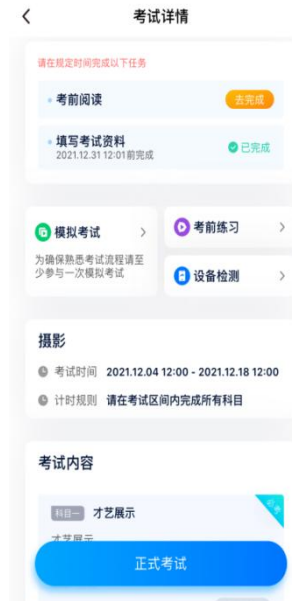 考试详情
请在规定时间完成以下任务
考前阅读
去完成
填写考试资料
2021.12.31 12:01前完成
已完成
模拟考试
为确保熟悉考试流程请至
少参与一次模拟考试
考前练习
设备检测
摄影
考试时间 2021.12.04 12:00 - 2021.12.18 12:00
计时规则 请在考试区间内完成所有科目
考试内容
科目一 才艺展示
必考
才艺展示
正式考试